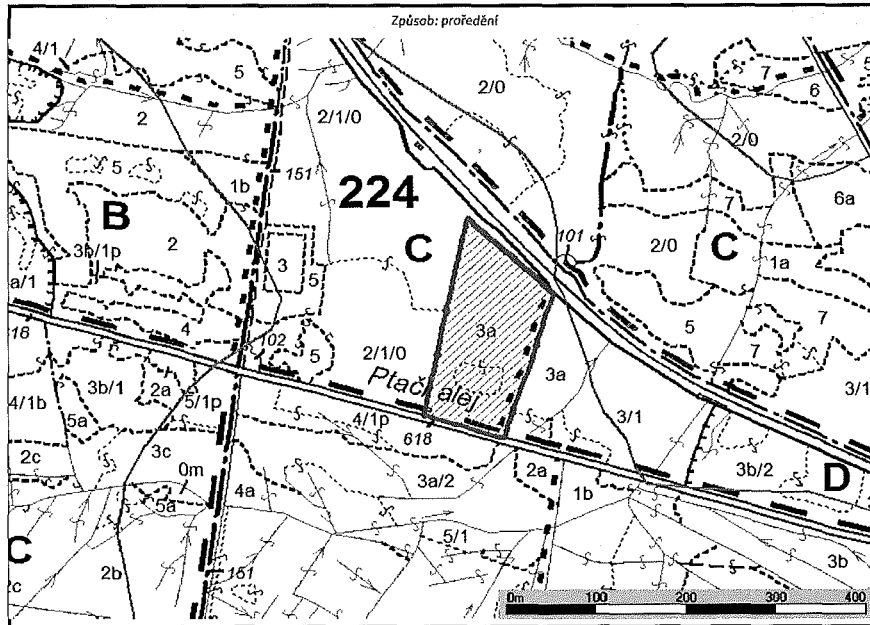 Způsob: proředění
4/1
5
2/0
7
6
2
2/1/0
2/0
151
5
1b
224
7
6a
B
101
2
C
2/0
C
3b/1p
3
5
1a
a/1
3a
4
5
7
618
102
5
2/1/0
Ptačí alej
3a
7
3b/1
2a
5/1p
4/1p
3/1
3/1
4/1b
5a
618
3c
2a
3b/2
D
2c
0m
4a
3a/2
1b
5a
C
5/1
2c
2b
151
3b
0m 100 200 300 400